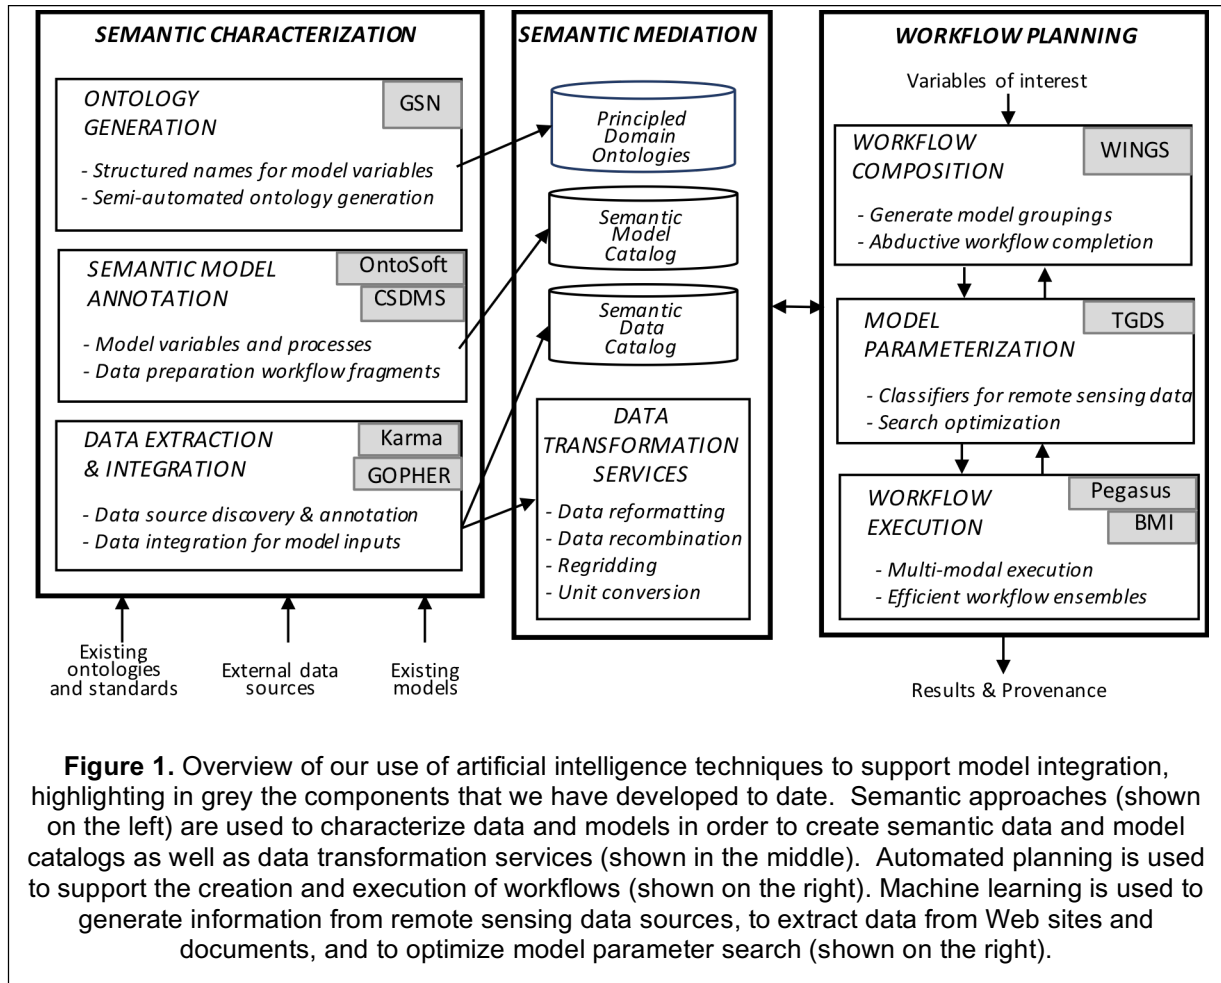 SEMANTIC CHARACTERIZATION
ONTOLOGY
GENERATION
GSN
- Structured names for model variables
- Semi-automated ontology generation
SEMANTIC MODEL
ANNOTATION
OntoSoft
CSDMS
- Model variables and processes
- Data preparation workflow fragments
DATA EXTRACTION
& INTEGRATION
Karma
GOPHER
- Data source discovery & annotation
- Data integration for model inputs
Existing
ontologies
and standards
External data
sources
Existing
models
SEMANTIC MEDIATION
Principled
Domain
Ontologies
Semantic
Model
Catalog
Semantic
Data
Catalog
DATA
TRANSFORMATION
SERVICES
- Data reformatting
- Data recombination
- Regridding
- Unit conversion
WORKFLOW PLANNING
Variables of interest
WORKFLOW
COMPOSITION
WINGS
- Generate model groupings
- Abductive workflow completion
MODEL
PARAMETERIZATION
TGDS
- Classifiers for remote sensing data
- Search optimization
WORKFLOW
EXECUTION
Pegasus
BMI
- Multi-modal execution
- Efficient workflow ensembles
Results & Provenance
Figure 1. Overview of our use of artificial intelligence techniques to support model integration,
highlighting in grey the components that we have developed to date. Semantic approaches (shown
on the left) are used to characterize data and models in order to create semantic data and model
catalogs as well as data transformation services (shown in the middle). Automated planning is used
to support the creation and execution of workflows (shown on the right). Machine learning is used to
generate information from remote sensing data sources, to extract data from Web sites and
documents, and to optimize model parameter search (shown on the right).